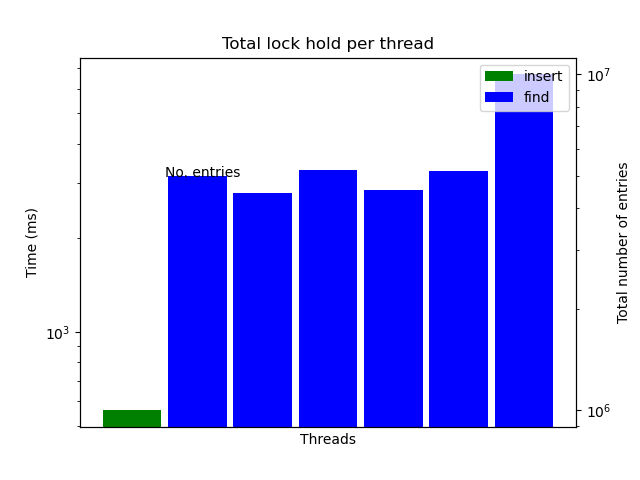 Total lock hold per thread
insert
find
No. entries
Time (ms)
10^3
10^7
10^6
Total number of entries
Threads